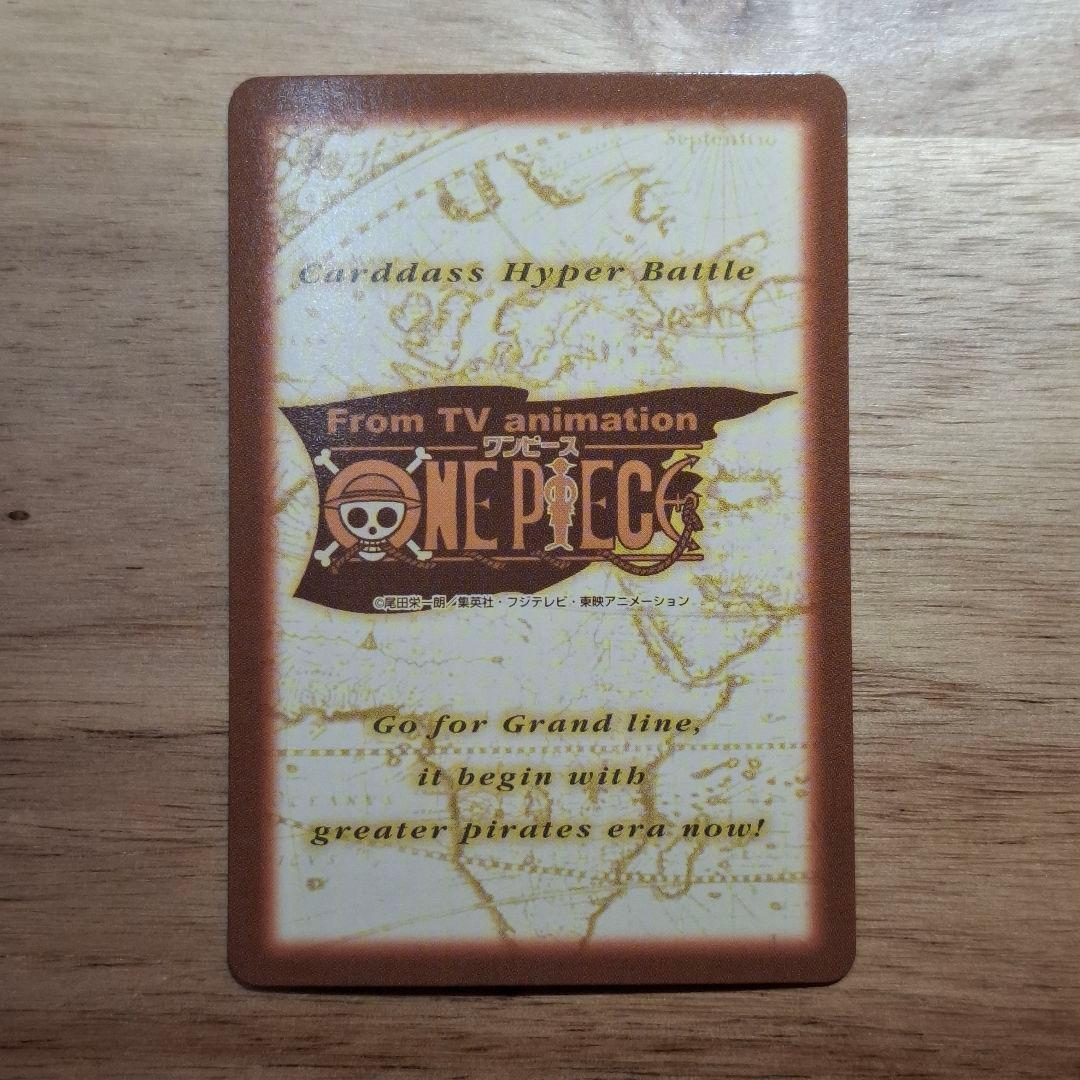 Septentrio
Carddass Hyper Battle
From TV animation
ワンピース
ONE PIECE
©尾田栄一朗／集英社・フジテレビ・東映アニメーション
Go for Grand line,
it begin with
greater pirates era now!